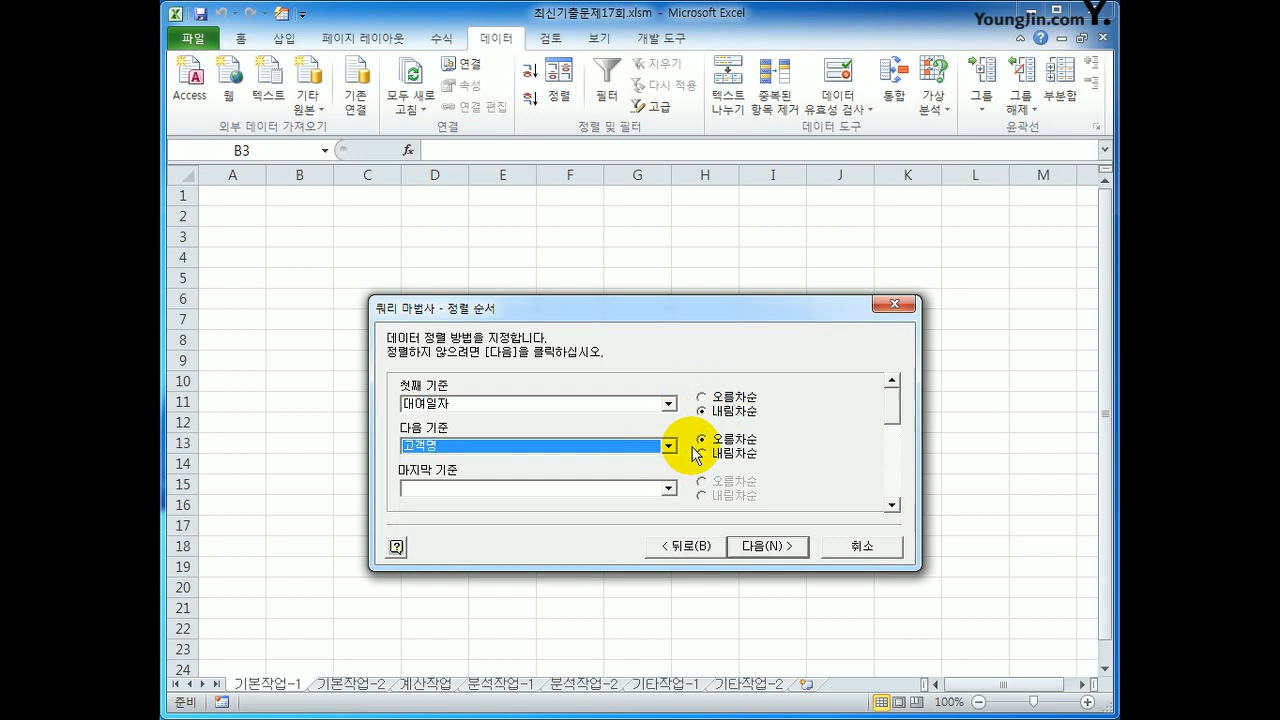 최신기출문제17회.xlsm - Microsoft Excel
YoungJin.com Y.
파일 홈 삽입 페이지 레이아웃 수식 데이터 검토 보기 개발 도구
Access 웹 텍스트 기타 원본 기존 연결 모두 새로 고침 연결 속성 연결 편집 정렬 필터 지우기 다시 적용 고급 텍스트 나누기 중복된 항목 제거 데이터 유효성 검사 통합 가상 분석 그룹 그룹 해제 부분합
외부 데이터 가져오기 연결 정렬 및 필터 데이터 도구 윤곽선
B3 fx
A B C D E F G H I J K L M
1
2
3
4
5
6
7
8
9
10
11
12
13
14
15
16
17
18
19
20
21
22
23
24
쿼리 마법사 - 정렬 순서
데이터 정렬 방법을 지정합니다.
정렬하지 않으려면 [다음]을 클릭하십시오.
첫째 기준
대여일자
오름차순
내림차순
다음 기준
고객명
오름차순
내림차순
마지막 기준
오름차순
내림차순
< 뒤로(B) 다음(N) > 취소
기본작업-1 기본작업-2 계산작업 분석작업-1 분석작업-2 기타작업-1 기타작업-2
준비 100%